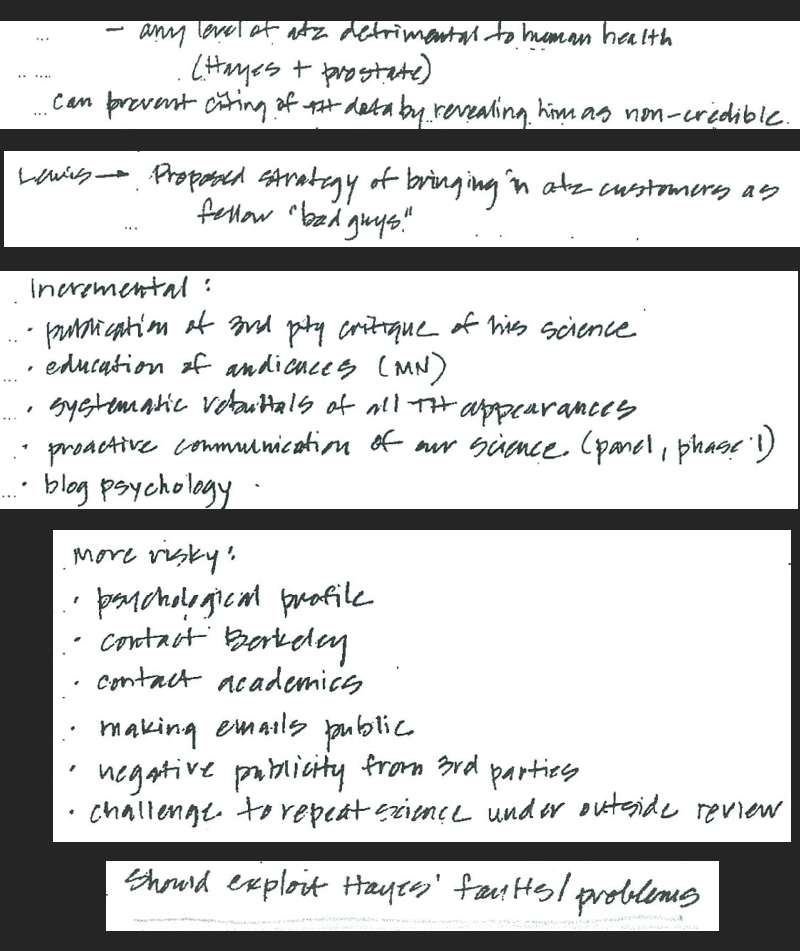 - any level of atz detrimental to human health
(Hayes + prostate)
can prevent citing of TH data by revealing him as non-credible.
Lewis → Proposed strategy of bringing in atz customers as
fellow "bad guys"
Incremental:
· publication of 3rd pty critique of his science
· education of audiences (MN)
· systematic rebuttals of all TH appearances
· proactive communication of our science. (panel, phase 1)
· blog psychology
More risky:
· psychological profile
· contact Berkeley
· contact academics
· making emails public
· negative publicity from 3rd parties
· challenge to repeat science under outside review
Should exploit Hayes' faults/problems